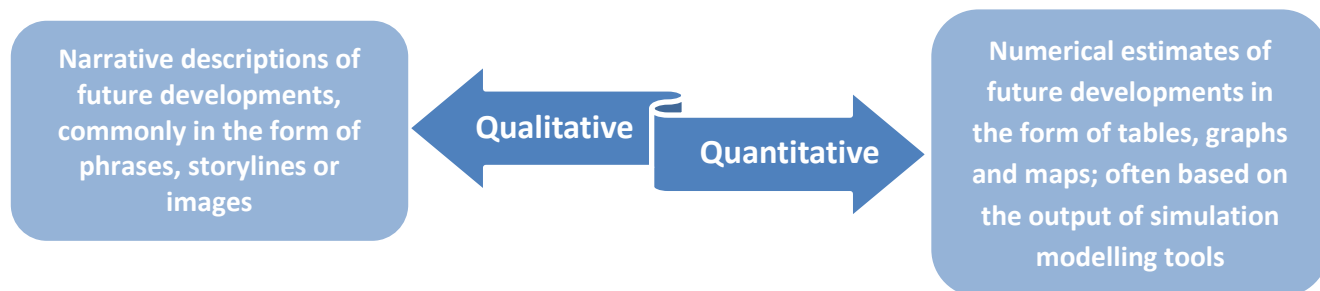 Narrative descriptions of
future developments,
commonly in the form of
phrases, storylines or
images
Qualitative
Quantitative
Numerical estimates of
future developments in
the form of tables, graphs
and maps; often based on
the output of simulation
modelling tools